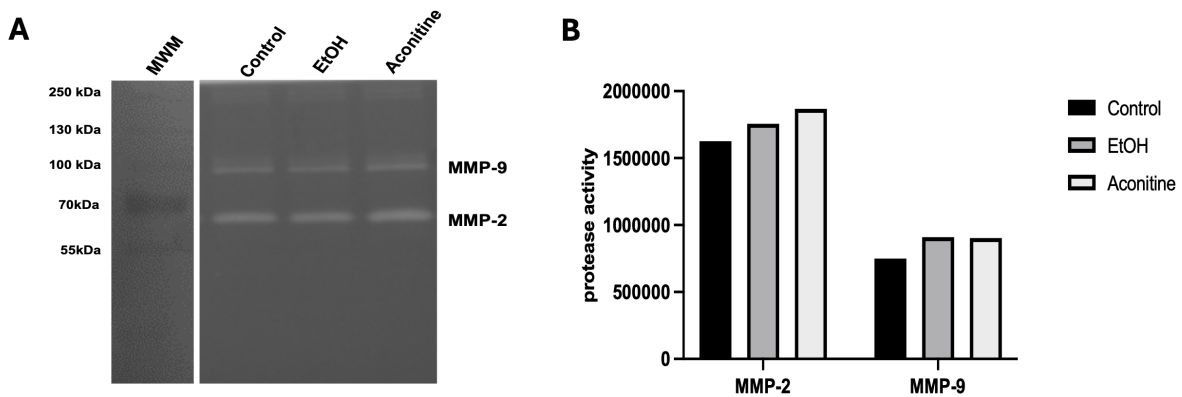 A
MWM
Control
EtOH
Aconitine
250 kDa
130 kDa
100 kDa
70kDa
55kDa
MMP-9
MMP-2
B
protease activity
2000000
1500000
1000000
500000
0
MMP-2
MMP-9
Control
EtOH
Aconitine